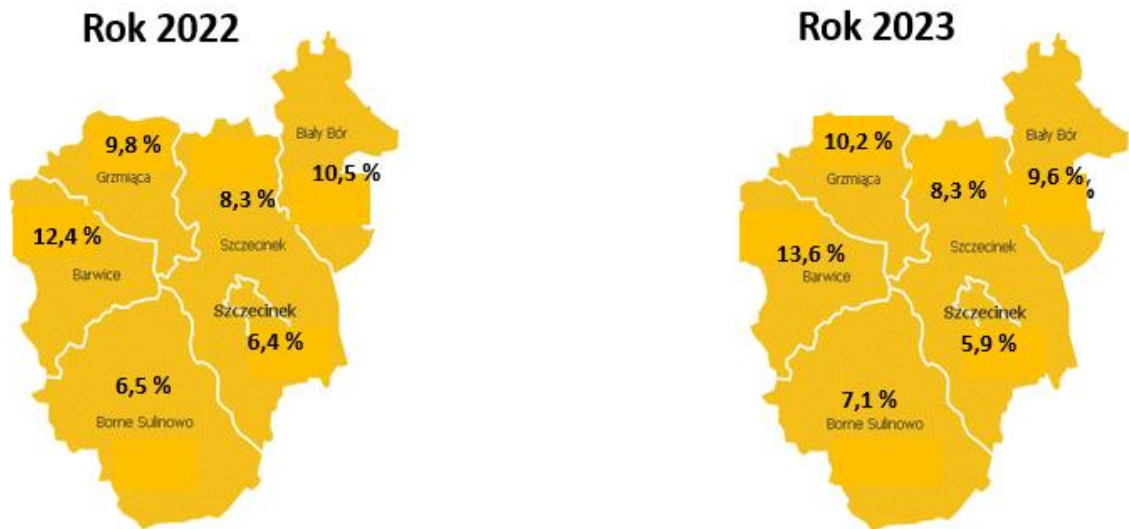 Rok 2022
Biały Bór
9,8 %
10,5 %
Grzmiąca
8,3 %
12,4 %
Szczecinek
Barwice
Szczecinek
6,4 %
6,5 %
Borne Sulinowo
Rok 2023
Biały Bór
10,2 %
9,6 %
%
Grzmiąca
8,3 %
13,6 %
Szczecinek
Barwice
Szczecinek
5,9 %
7,1 %
Borne Sulinowo